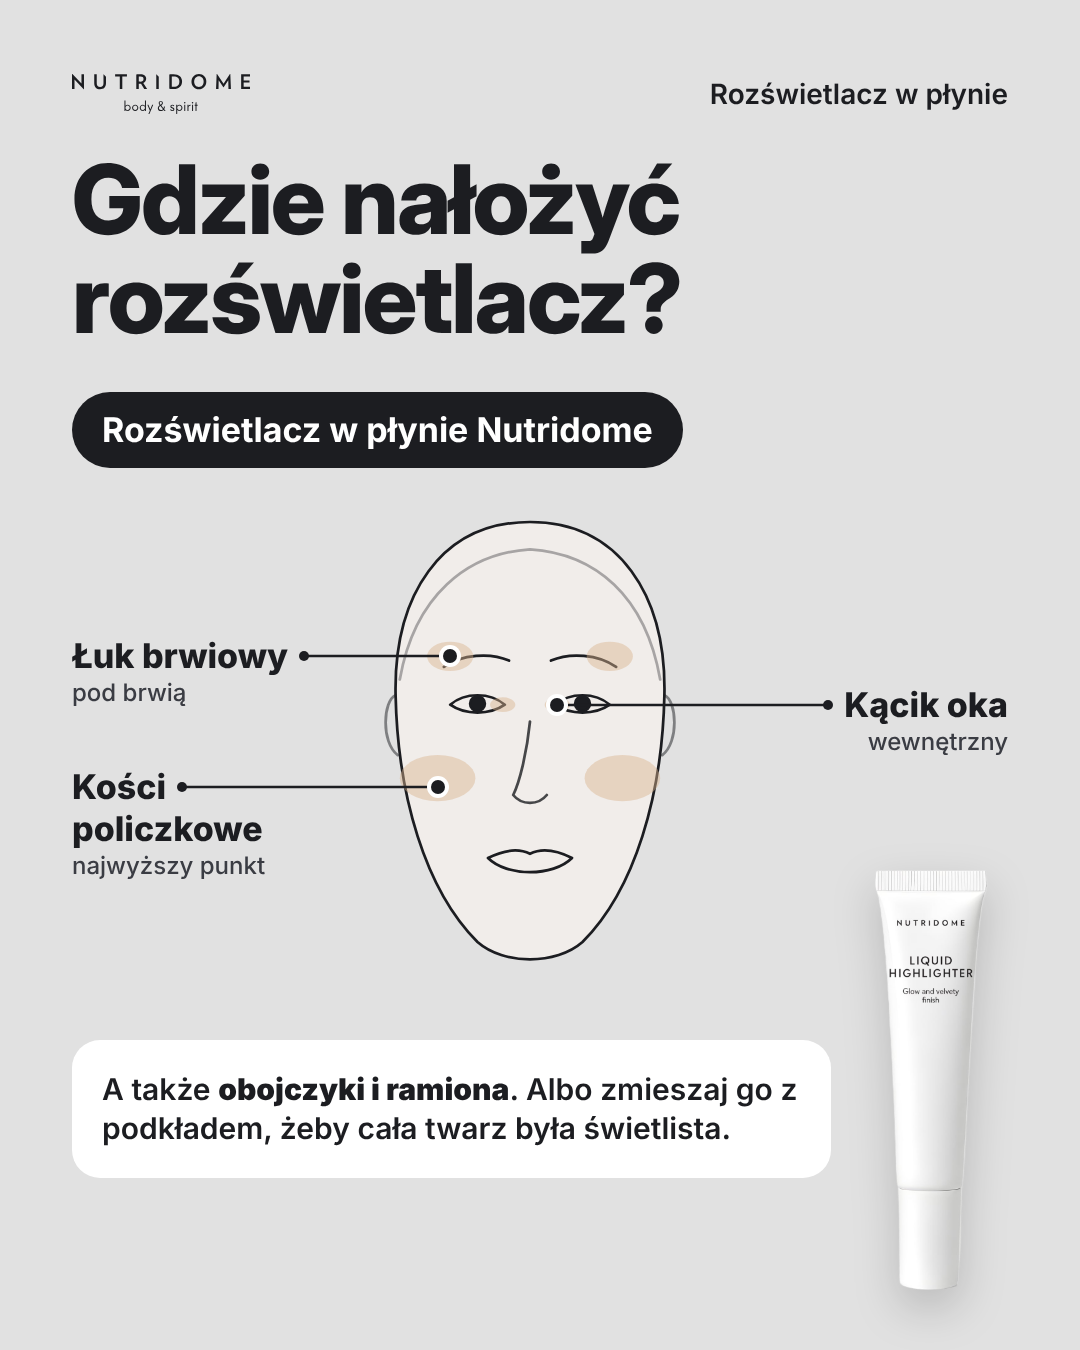 NUTRIDOME
body & spirit
Rozświetlacz w płynie
Gdzie nałożyć
rozświetlacz?
Rozświetlacz w płynie Nutridome
Łuk brwiowy
pod brwią
Kącik oka
wewnętrzny
Kości
policzkowe
najwyższy punkt
NUTRIDOME
LIQUID
HIGHLIGHTER
Glow and velvety
finish
A także obojczyki i ramiona. Albo zmieszaj go z
podkładem, żeby cała twarz była świetlista.